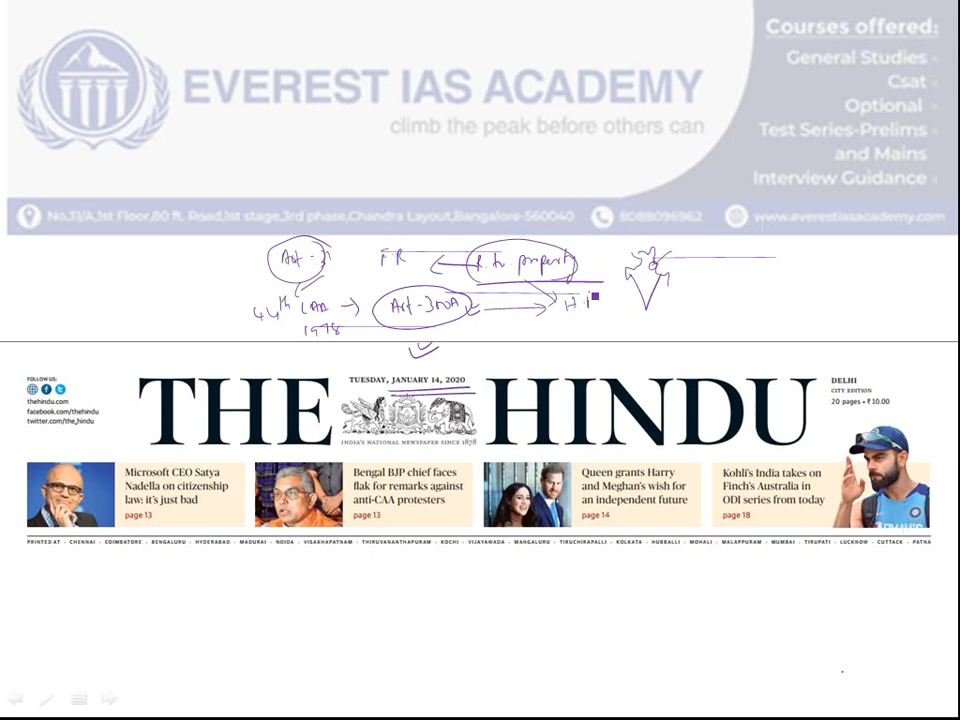 Courses offered:
General Studies
Csat
Optional
Test Series-Prelims
and Mains
Interview Guidance
EVEREST IAS ACADEMY
climb the peak before others can
No.31/A,1st Floor,80 ft. Road,1st stage,3rd phase,Chandra Layout,Bangalore-560040
8088096962
www.everestiasacademy.com
Art -
FR
R. to property
44th CAA → Art-300A
1978
FOLLOW US:
thehindu.com
facebook.com/thehindu
twitter.com/the_hindu
TUESDAY, JANUARY 14, 2020
THE HINDU
INDIA'S NATIONAL NEWSPAPER SINCE 1878
DELHI
CITY EDITION
20 pages • ₹10.00
Microsoft CEO Satya
Nadella on citizenship
law: it's just bad
page 13
Bengal BJP chief faces
flak for remarks against
anti-CAA protesters
page 13
Queen grants Harry
and Meghan's wish for
an independent future
page 14
Kohli's India takes on
Finch's Australia in
ODI series from today
page 18
PRINTED AT • CHENNAI • COIMBATORE • BENGALURU • HYDERABAD • MADURAI • NOIDA • VISAKHAPATNAM • THIRUVANANTHAPURAM • KOCHI • VIJAYAWADA • MANGALURU • TIRUCHIRAPALLI • KOLKATA • HUBBALLI • MOHALI • MALAPPURAM • MUMBAI • TIRUPATI • LUCKNOW • CUTTACK • PATNA